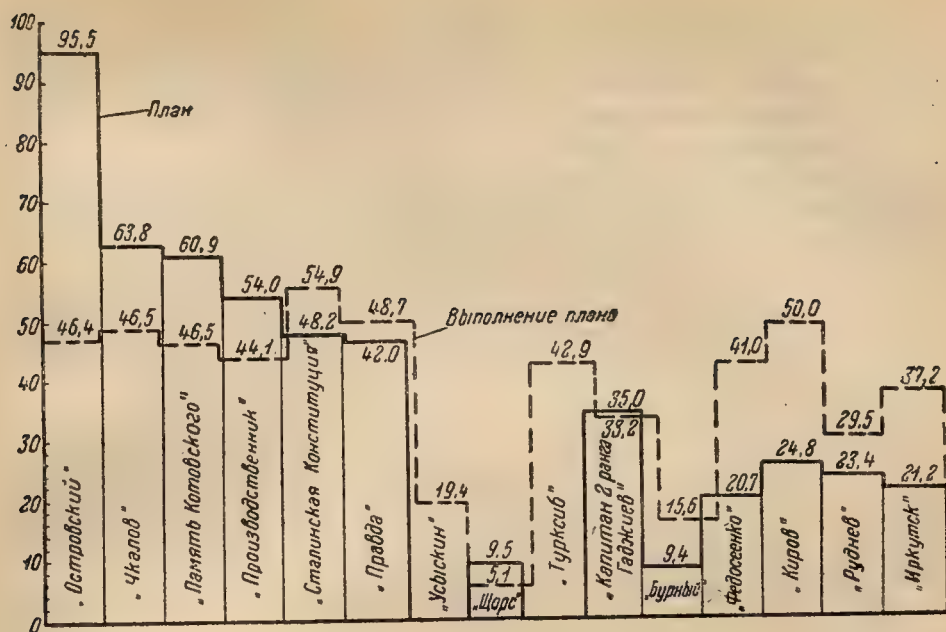 100
95,5
90
План
80
70
63,8
60,9
60
54,0
54,9
48,7
50
46,4
46,5
46,5
44,1
48,2
42.0
Выполнение плана
42,9
41,0
50,0
40
35,0
33,2
37,2
30
29,5
24,8
23,4
21,2
20
19,4
15,6
20,7
10
9,5
5,1
9,4
0
„Островский"
„Чкалов"
„Память Котовского"
„Производственник"
„Сталинская Конституция"
„Правда"
„Усыскин"
„Щорс"
„Турксиб"
„Капитан 2 ранга
Гаджиев"
„Бурный"
„Федосеенко"
„Киров"
„Руднев"
„Иркутск"